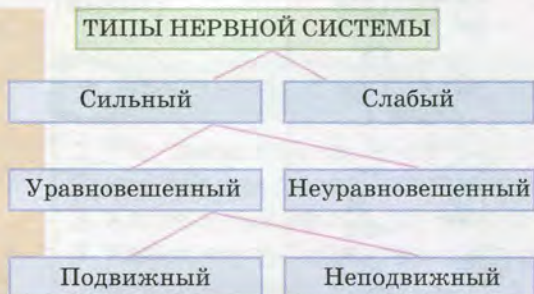 ТИПЫ НЕРВНОЙ СИСТЕМЫ
Сильный Слабый
Уравновешенный Неуравновешенный
Подвижный Неподвижный